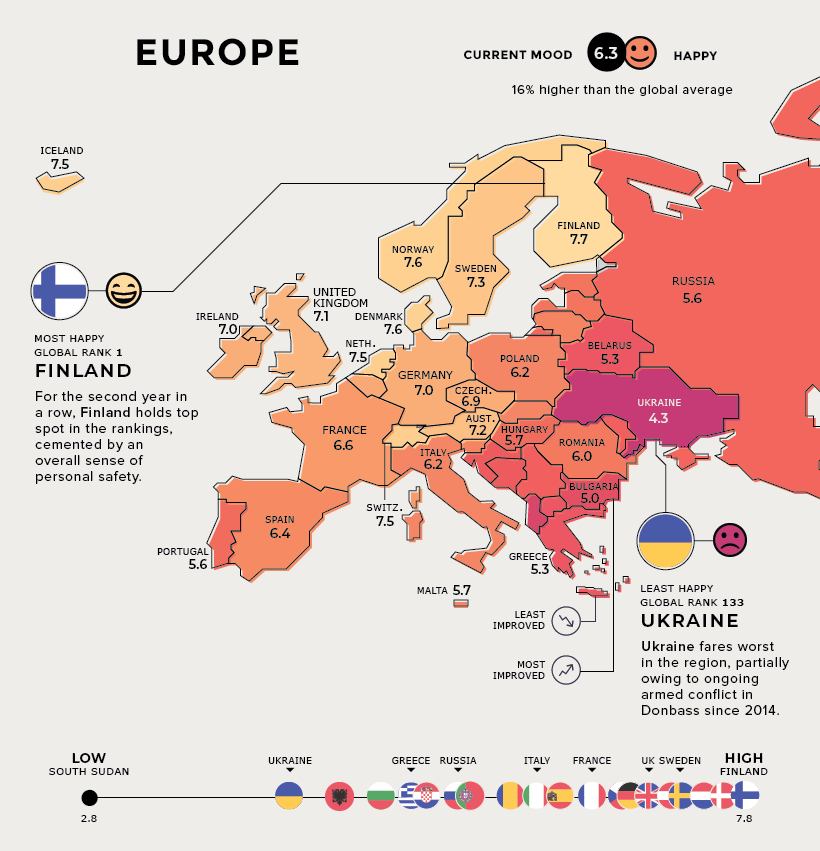 EUROPE
CURRENT MOOD 6.3 HAPPY
16% higher than the global average
ICELAND
7.5
FINLAND
7.7
NORWAY
7.6
SWEDEN
7.3
RUSSIA
5.6
UNITED
KINGDOM
7.1
IRELAND
7.0
DENMARK
7.6
NETH.
7.5
BELARUS
5.3
POLAND
6.2
GERMANY
7.0
CZECH.
6.9
UKRAINE
4.3
AUST.
7.2
HUNGARY
5.7
FRANCE
6.6
ROMANIA
6.0
ITALY
6.2
BULGARIA
5.0
SWITZ.
7.5
SPAIN
6.4
PORTUGAL
5.6
GREECE
5.3
MALTA 5.7
MOST HAPPY
GLOBAL RANK 1
FINLAND
For the second year in
a row, Finland holds top
spot in the rankings,
cemented by an
overall sense of
personal safety.
LEAST
IMPROVED
MOST
IMPROVED
LEAST HAPPY
GLOBAL RANK 133
UKRAINE
Ukraine fares worst
in the region, partially
owing to ongoing
armed conflict in
Donbass since 2014.
LOW
SOUTH SUDAN
2.8
UKRAINE
GREECE
RUSSIA
ITALY
FRANCE
UK
SWEDEN
HIGH
FINLAND
7.8